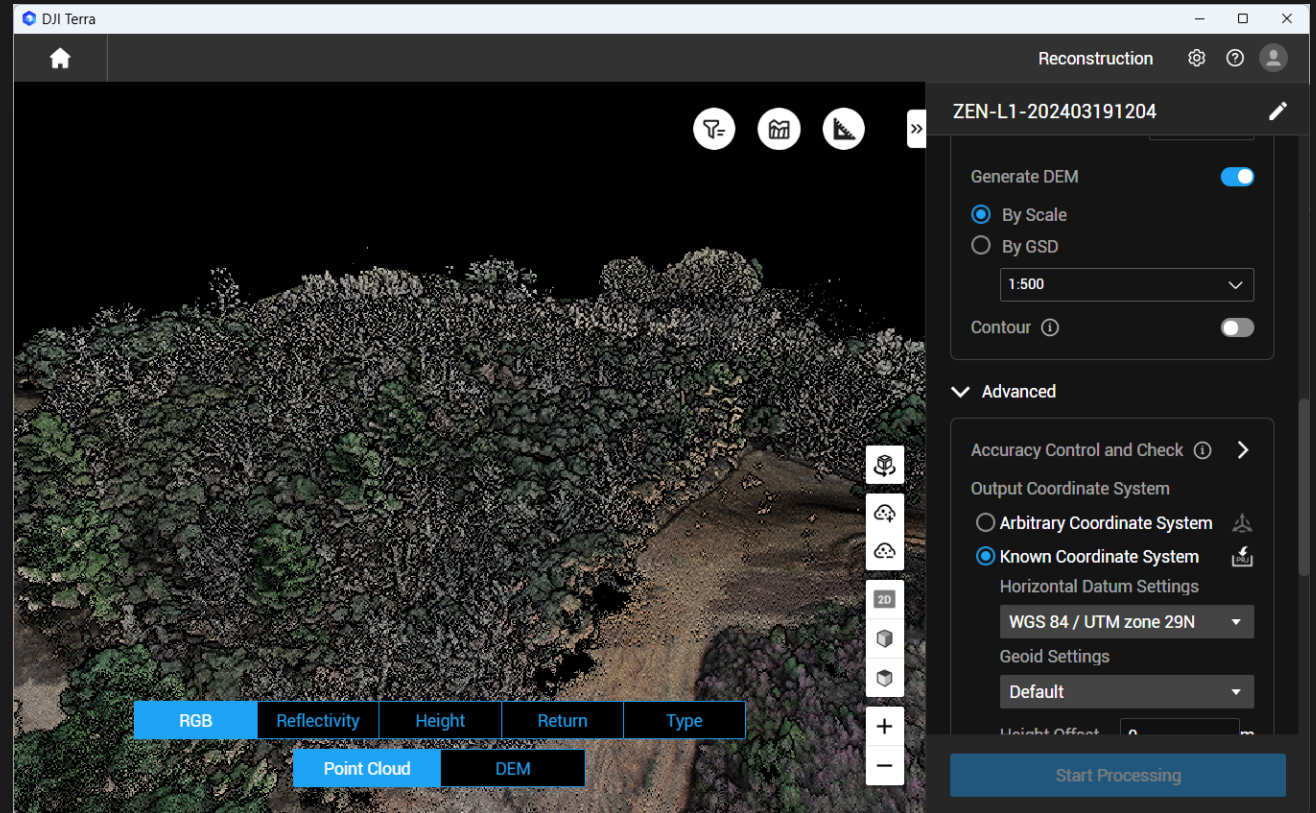 DJI Terra
Reconstruction
ZEN-L1-202403191204
Generate DEM
By Scale
By GSD
1:500
Contour
Advanced
Accuracy Control and Check
Output Coordinate System
Arbitrary Coordinate System
Known Coordinate System
PRJ
Horizontal Datum Settings
WGS 84 / UTM zone 29N
Geoid Settings
Default
Height Offset 0 m
Start Processing
2D
RGB Reflectivity Height Return Type
Point Cloud DEM